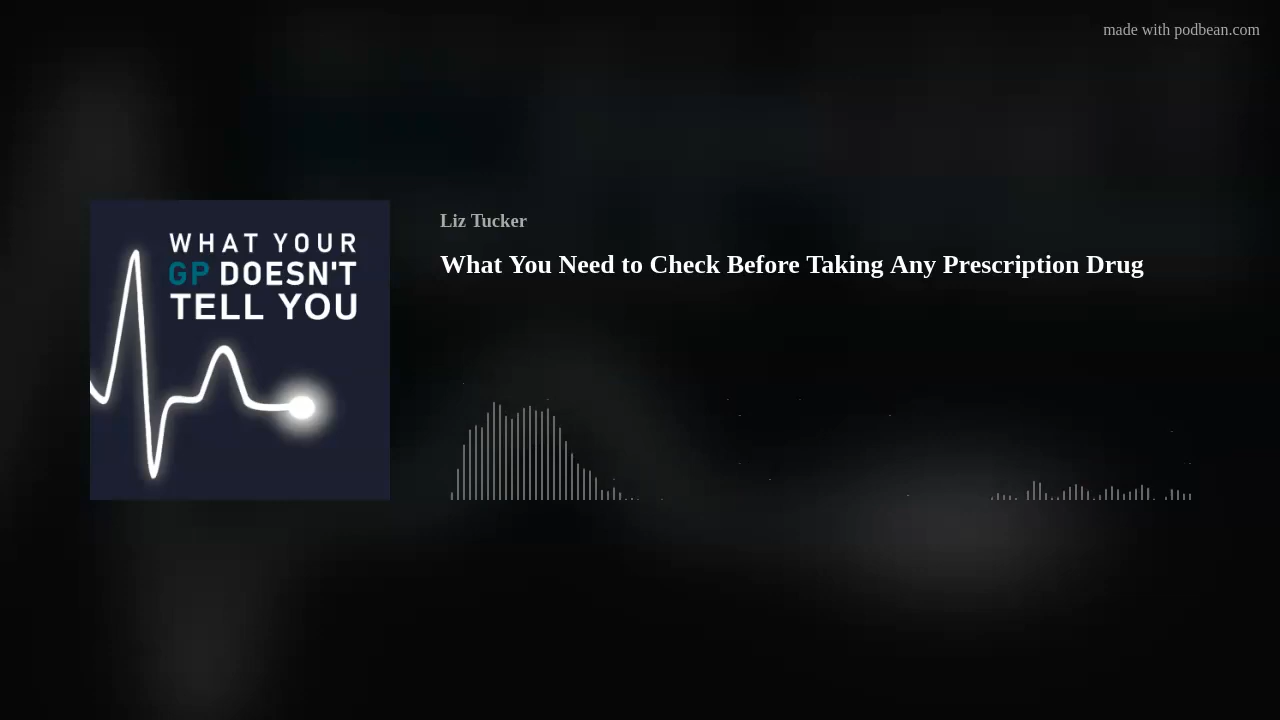 made with podbean.com
WHAT YOUR
GP DOESN'T
TELL YOU
Liz Tucker
What You Need to Check Before Taking Any Prescription Drug